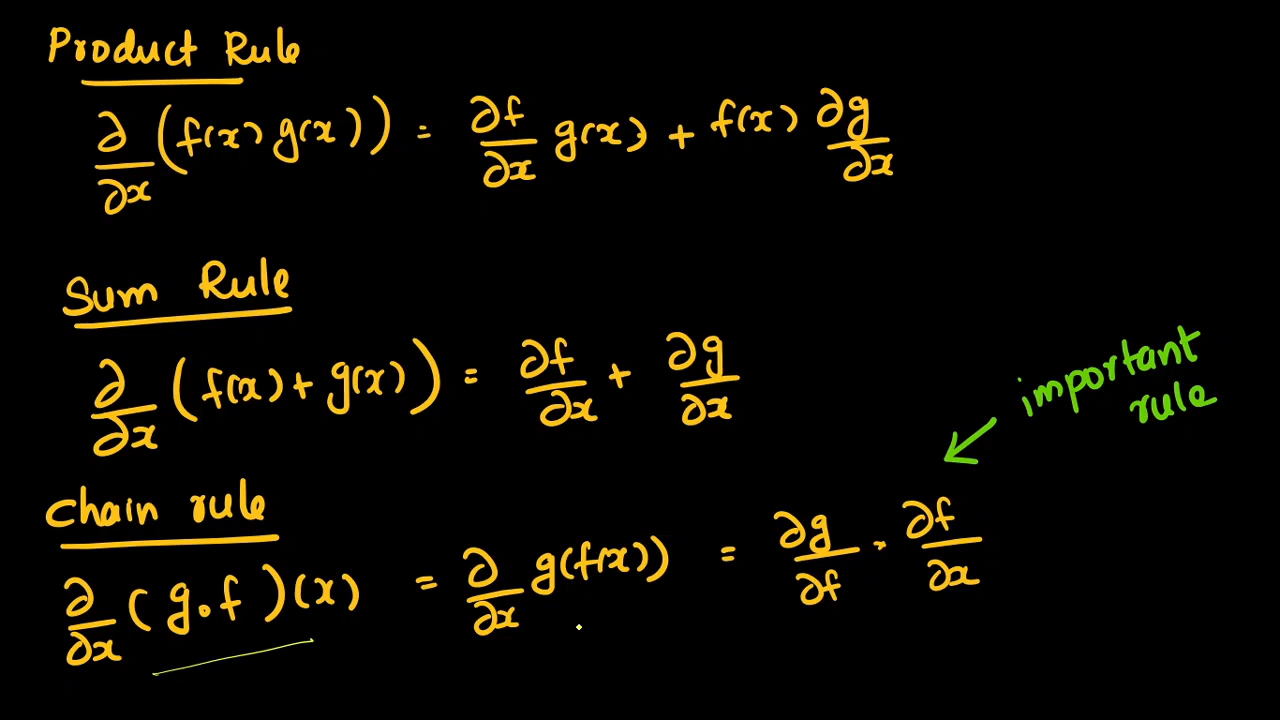 Product Rule
∂/∂x (f(x) g(x)) = ∂f/∂x g(x) + f(x) ∂g/∂x
Sum Rule
∂/∂x (f(x) + g(x)) = ∂f/∂x + ∂g/∂x
important
rule
Chain rule
∂/∂x (g∘f)(x) = ∂/∂x g(f(x)) = ∂g/∂f · ∂f/∂x